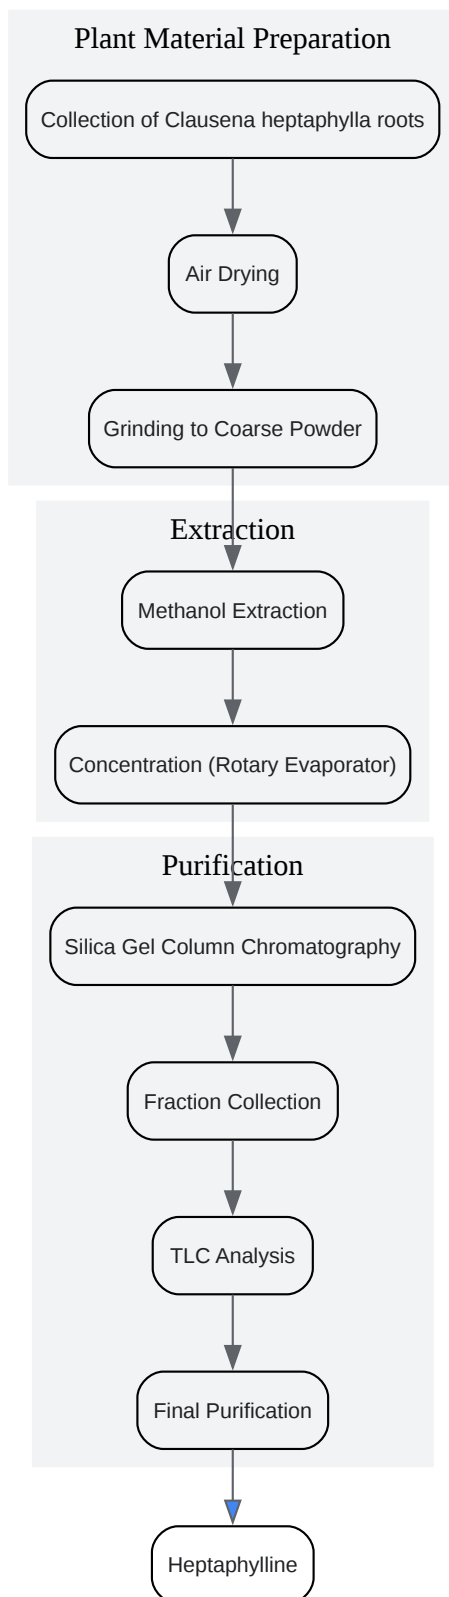 Plant Material Preparation
Collection of Clausena heptaphylla roots
Air Drying
Grinding to Coarse Powder
Extraction
Methanol Extraction
Concentration (Rotary Evaporator)
Purification
Silica Gel Column Chromatography
Fraction Collection
TLC Analysis
Final Purification
Heptaphylline